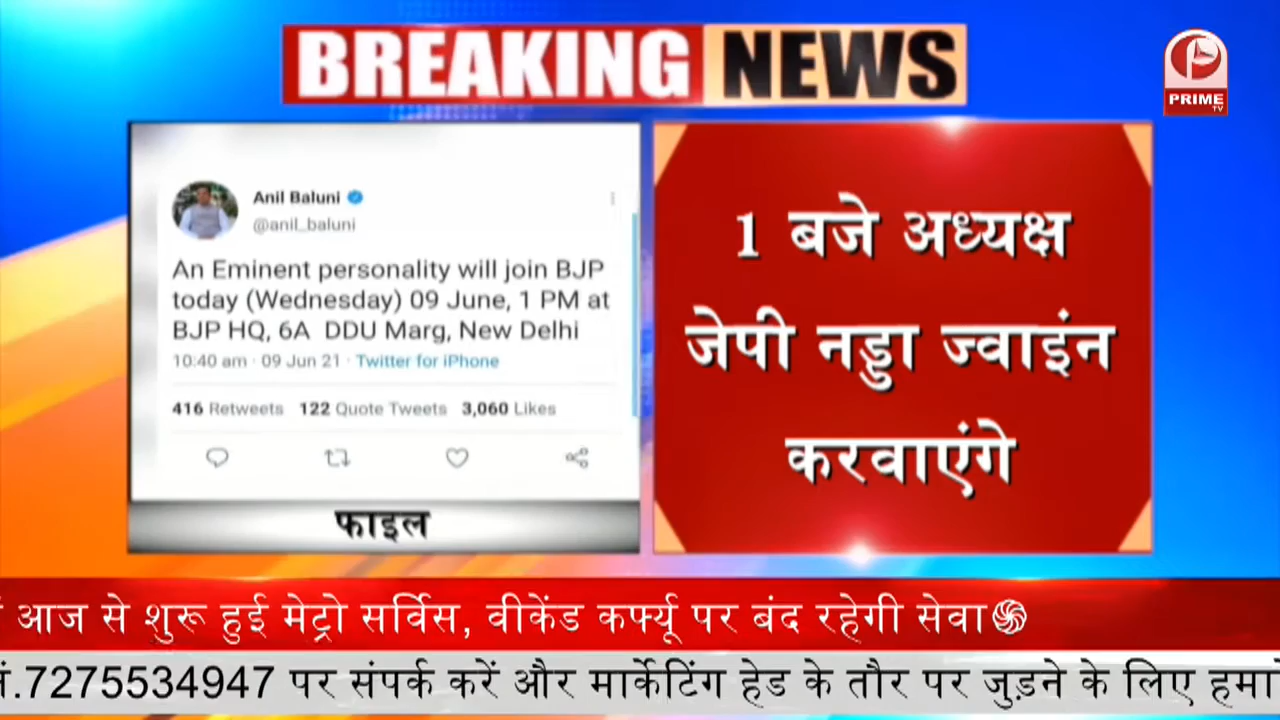 BREAKING NEWS
PRIME
TV
Anil Baluni
@anil_baluni
An Eminent personality will join BJP
today (Wednesday) 09 June, 1 PM at
BJP HQ, 6A DDU Marg, New Delhi
10:40 am · 09 Jun 21 · Twitter for iPhone
416 Retweets 122 Quote Tweets 3,060 Likes
फाइल
1 बजे अध्यक्ष
जेपी नड्डा ज्वाइंन
करवाएंगे
आज से शुरू हुई मेट्रो सर्विस, वीकेंड कर्फ्यू पर बंद रहेगी सेवा
.7275534947 पर संपर्क करें और मार्केटिंग हेड के तौर पर जुड़ने के लिए हमा